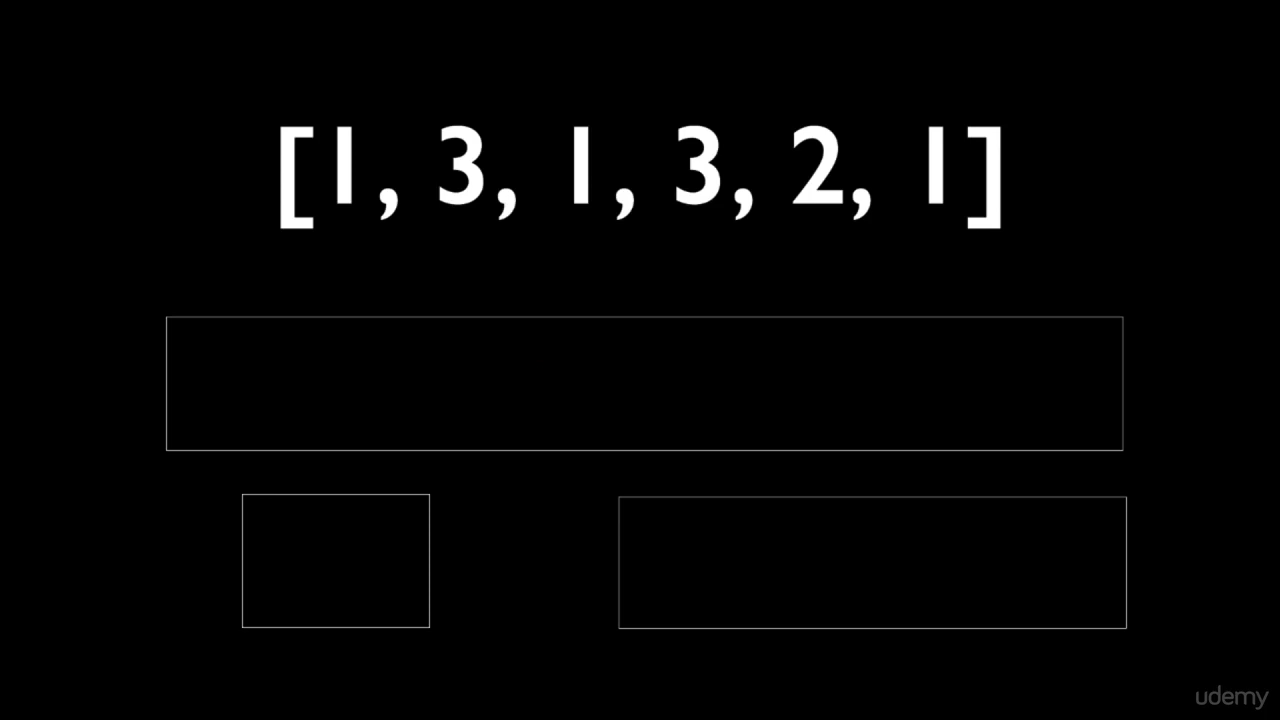 [1, 3, 1, 3, 2, 1]
udemy